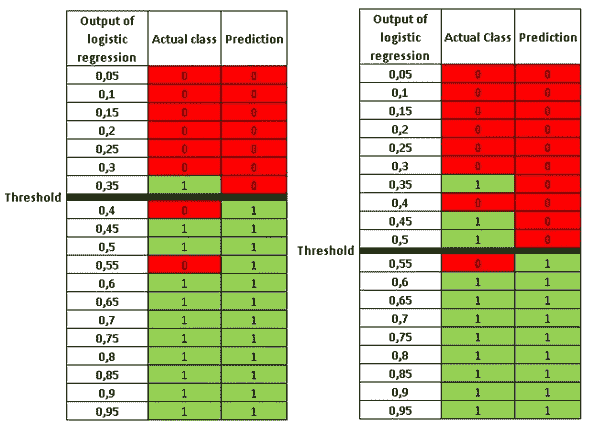 Output of
logistic
regression
Actual class
Prediction
0,05 0 0
0,1 0 0
0,15 0 0
0,2 0 0
0,25 0 0
0,3 0 0
0,35 1 0
Threshold
0,4 0 1
0,45 1 1
0,5 1 1
0,55 0 1
0,6 1 1
0,65 1 1
0,7 1 1
0,75 1 1
0,8 1 1
0,85 1 1
0,9 1 1
0,95 1 1
Output of
logistic
regression
Actual Class
Prediction
0,05 0 0
0,1 0 0
0,15 0 0
0,2 0 0
0,25 0 0
0,3 0 0
0,35 1 0
0,4 0 0
0,45 1 0
0,5 1 0
Threshold
0,55 0 1
0,6 1 1
0,65 1 1
0,7 1 1
0,75 1 1
0,8 1 1
0,85 1 1
0,9 1 1
0,95 1 1